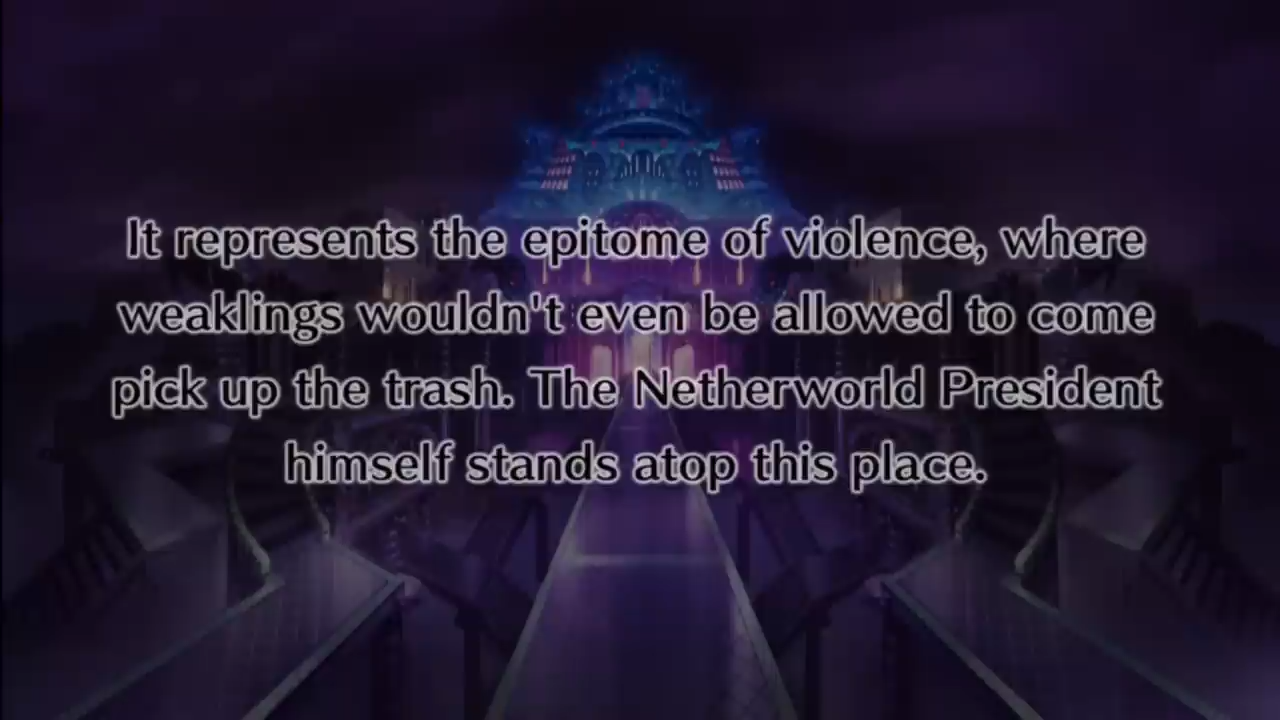 It represents the epitome of violence, where
weaklings wouldn't even be allowed to come
pick up the trash. The Netherworld President
himself stands atop this place.